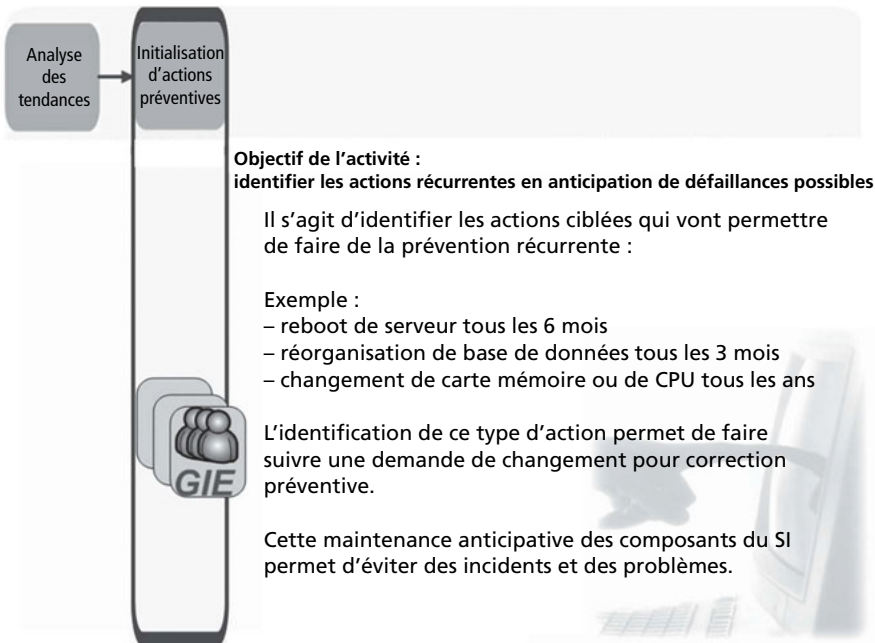 Analyse
des
tendances
Initialisation
d'actions
préventives
Objectif de l'activité :
identifier les actions récurrentes en anticipation de défaillances possibles
Il s'agit d'identifier les actions ciblées qui vont permettre
de faire de la prévention récurrente :
Exemple :
– reboot de serveur tous les 6 mois
– réorganisation de base de données tous les 3 mois
– changement de carte mémoire ou de CPU tous les ans
L'identification de ce type d'action permet de faire
suivre une demande de changement pour correction
préventive.
Cette maintenance anticipative des composants du SI
permet d'éviter des incidents et des problèmes.
GIE